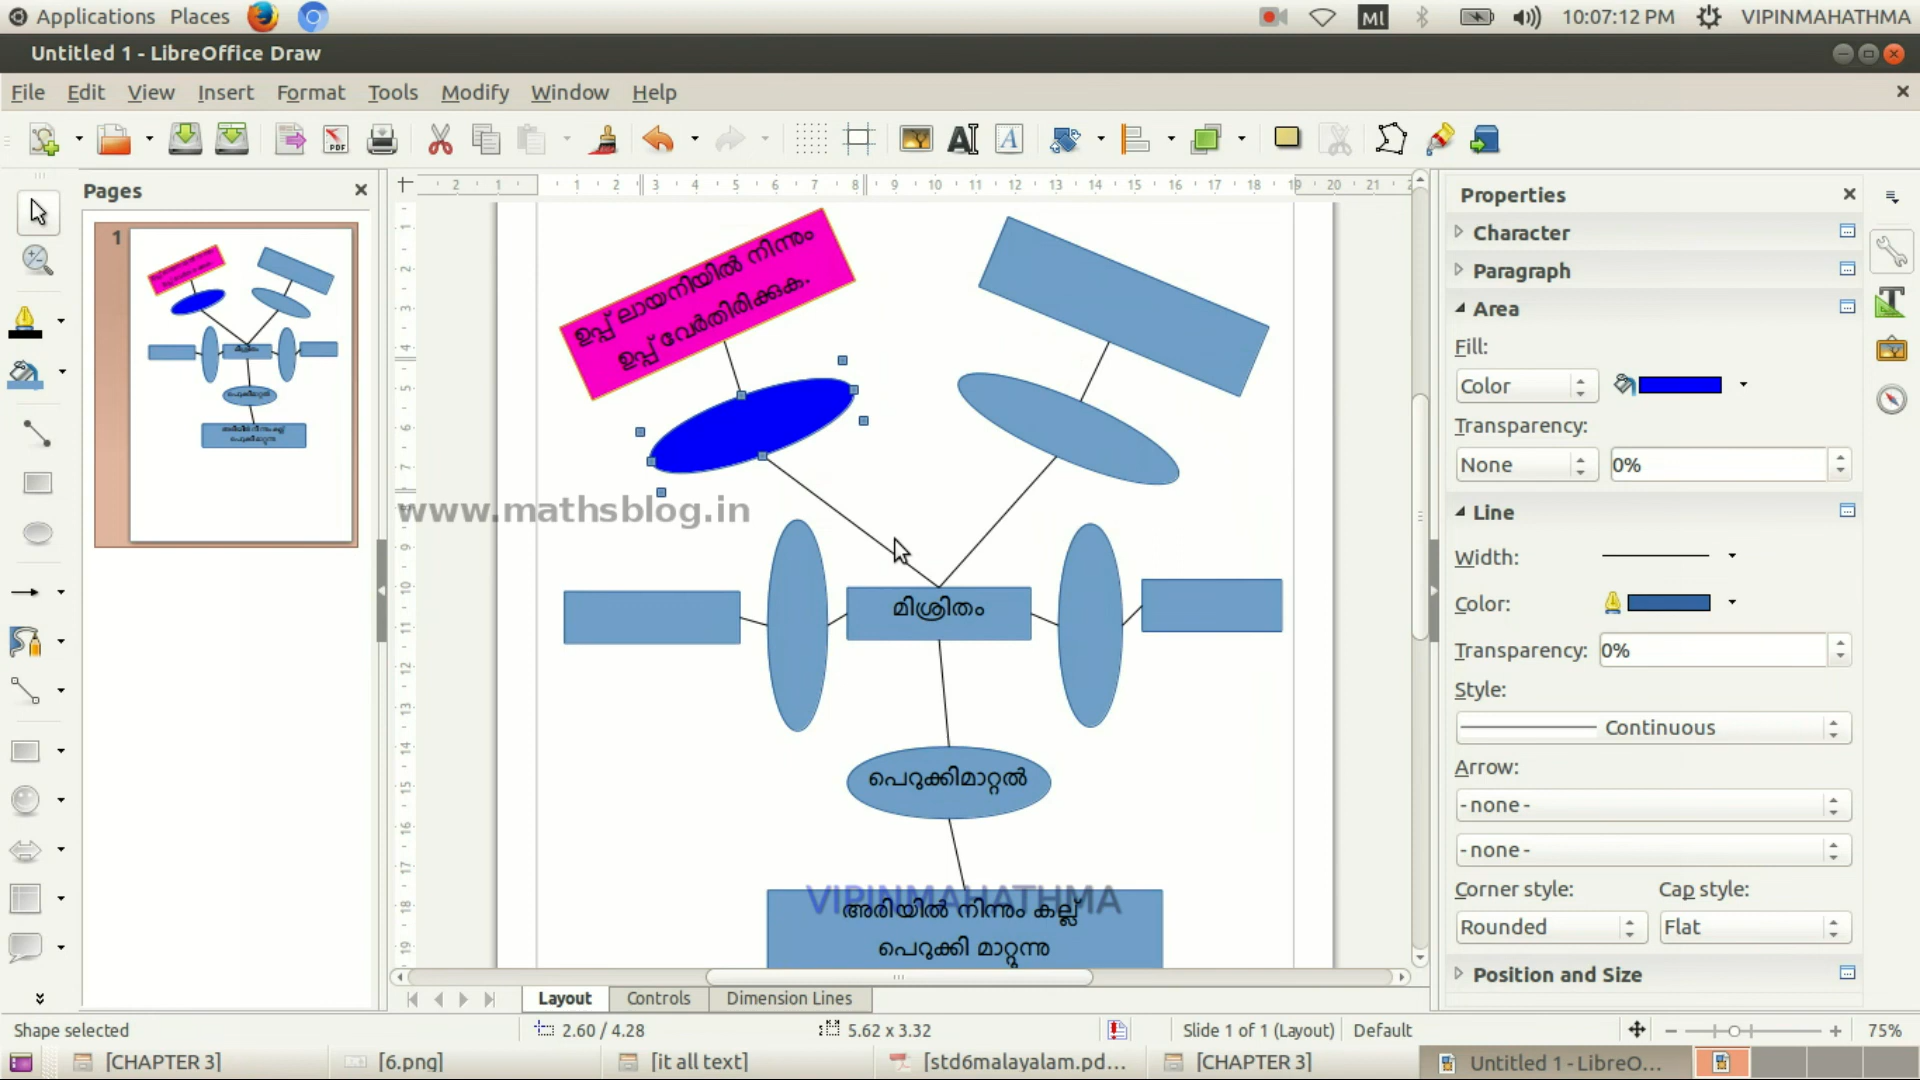 Applications Places Ml 10:07:12 PM VIPINMAHATHMA
Untitled 1 - LibreOffice Draw
File Edit View Insert Format Tools Modify Window Help
Pages
1
ഉപ്പ് ലായനിയിൽ നിന്നും
ഉപ്പ് വേർതിരിക്കുക.
www.mathsblog.in
മിശ്രിതം
പെറുക്കിമാറ്റൽ
VIPINMAHATHMA
അരിയിൽ നിന്നും കല്ല്
പെറുക്കി മാറ്റുന്നു
Layout Controls Dimension Lines
Properties
Character
Paragraph
Area
Fill:
Color
Transparency:
None 0%
Line
Width:
Color:
Transparency: 0%
Style:
Continuous
Arrow:
- none -
- none -
Corner style: Cap style:
Rounded Flat
Position and Size
Shape selected 2.60 / 4.28 5.62 x 3.32 Slide 1 of 1 (Layout) Default 75%
[CHAPTER 3] [6.png] [it all text] [std6malayalam.pd... [CHAPTER 3] Untitled 1 - LibreO...